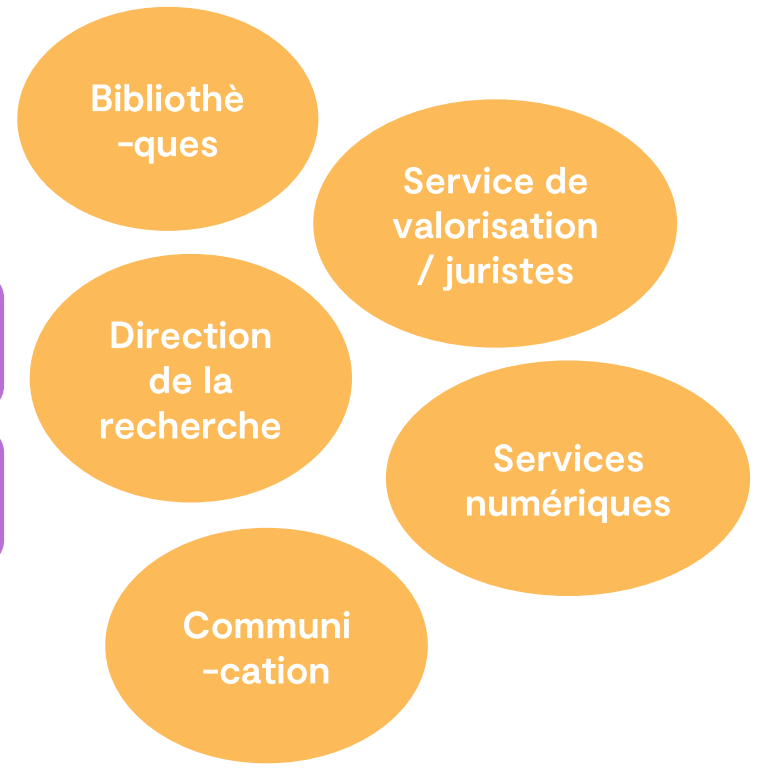 Bibliothè
-ques
Service de
valorisation
/ juristes
Direction
de la
recherche
Services
numériques
Communi
-cation